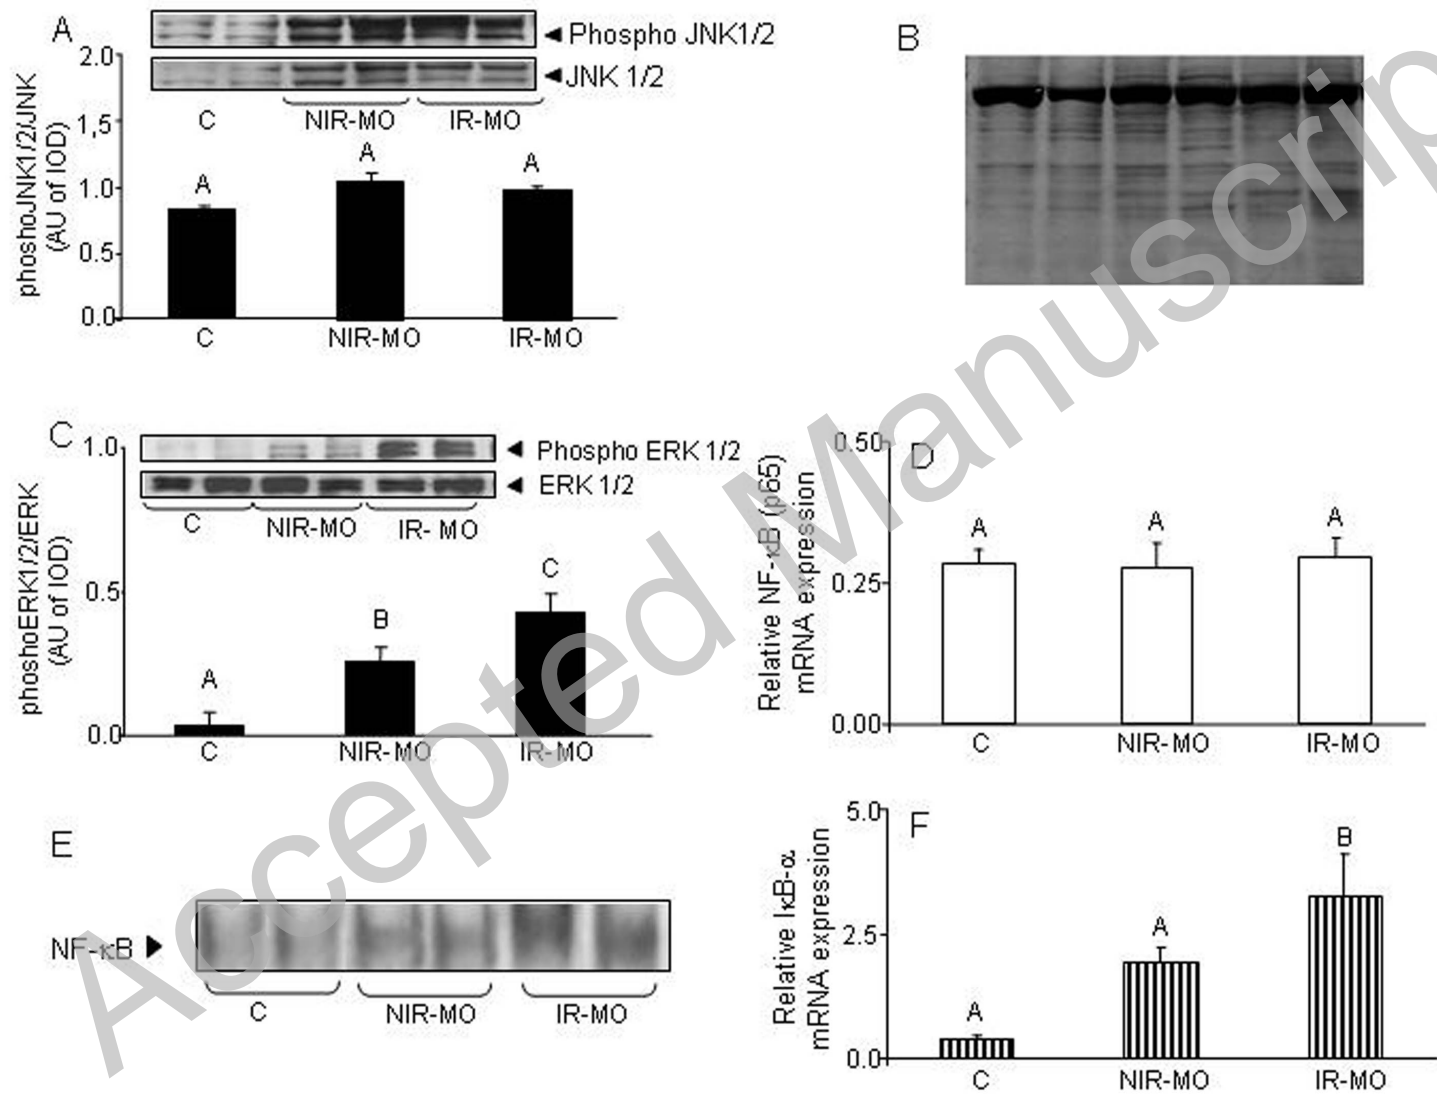 A
Phospho JNK1/2
JNK 1/2
C NIR-MO IR-MO
phoshoJNK1/2/JNK
(AU of IOD)
2.0
1.5
1.0
0.5
0.0
A A A
C NIR-MO IR-MO
B
C
Phospho ERK 1/2
ERK 1/2
C NIR-MO IR- MO
phoshoERK1/2/ERK
(AU of IOD)
1.0
0.5
0.0
A B C
C NIR-MO IR-MO
D
Relative NF-κB (p65)
mRNA expression
0.50
0.25
0.00
A A A
C NIR-MO IR-MO
E
NF-κB
C NIR-MO IR-MO
F
Relative IκB-α
mRNA expression
5.0
2.5
0.0
A A B
C NIR-MO IR-MO
Accepted Manuscrip